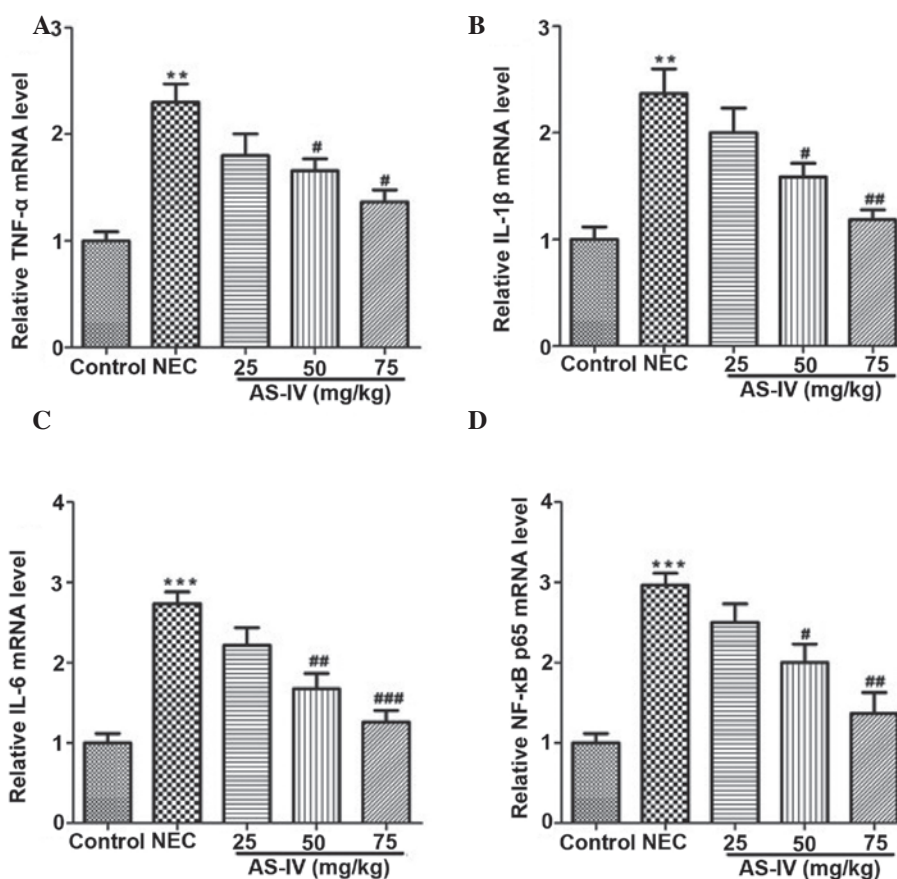 A
Relative TNF-α mRNA level
3
2
1
0
**
#
#
Control NEC 25 50 75
AS-IV (mg/kg)
B
Relative IL-1β mRNA level
3
2
1
0
**
#
##
Control NEC 25 50 75
AS-IV (mg/kg)
C
Relative IL-6 mRNA level
4
3
2
1
0
***
##
###
Control NEC 25 50 75
AS-IV (mg/kg)
D
Relative NF-κB p65 mRNA level
4
3
2
1
0
***
#
##
Control NEC 25 50 75
AS-IV (mg/kg)